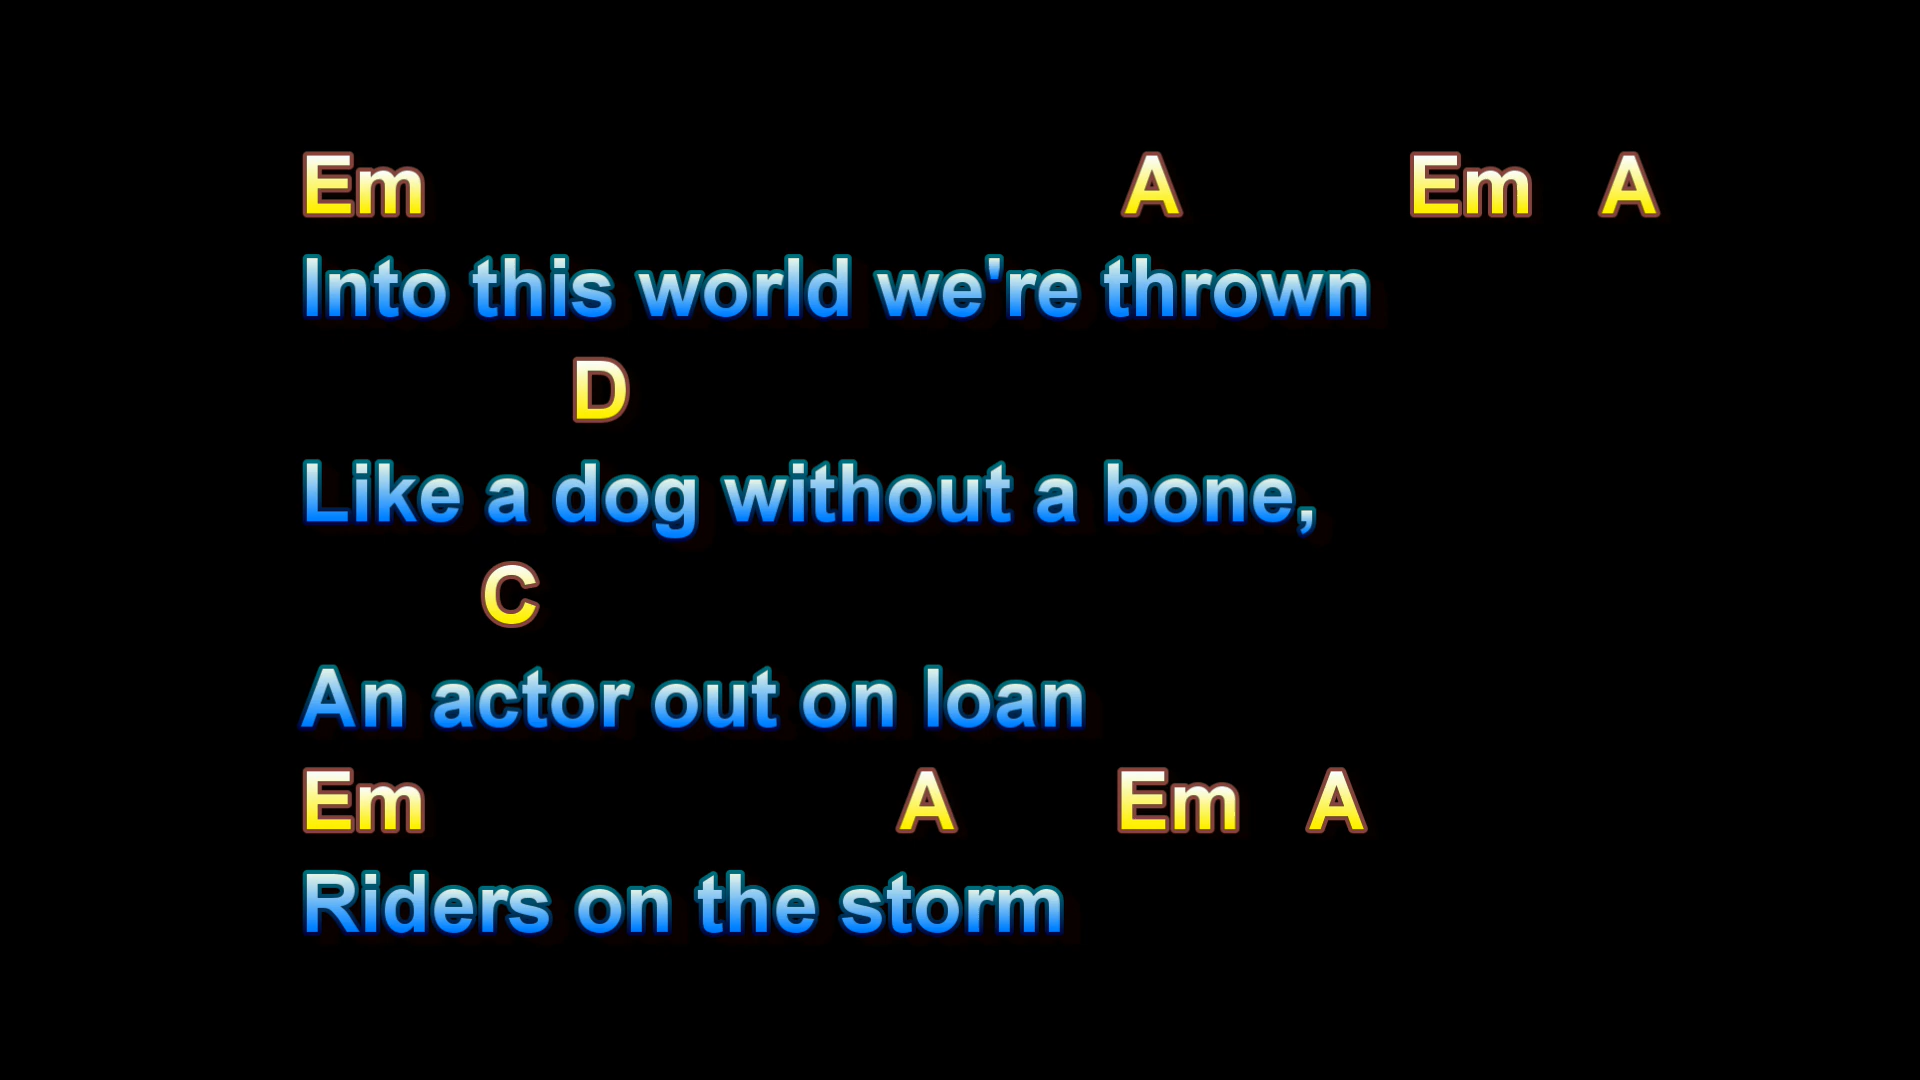 Em A Em A
Into this world we're thrown
D
Like a dog without a bone,
C
An actor out on loan
Em A Em A
Riders on the storm